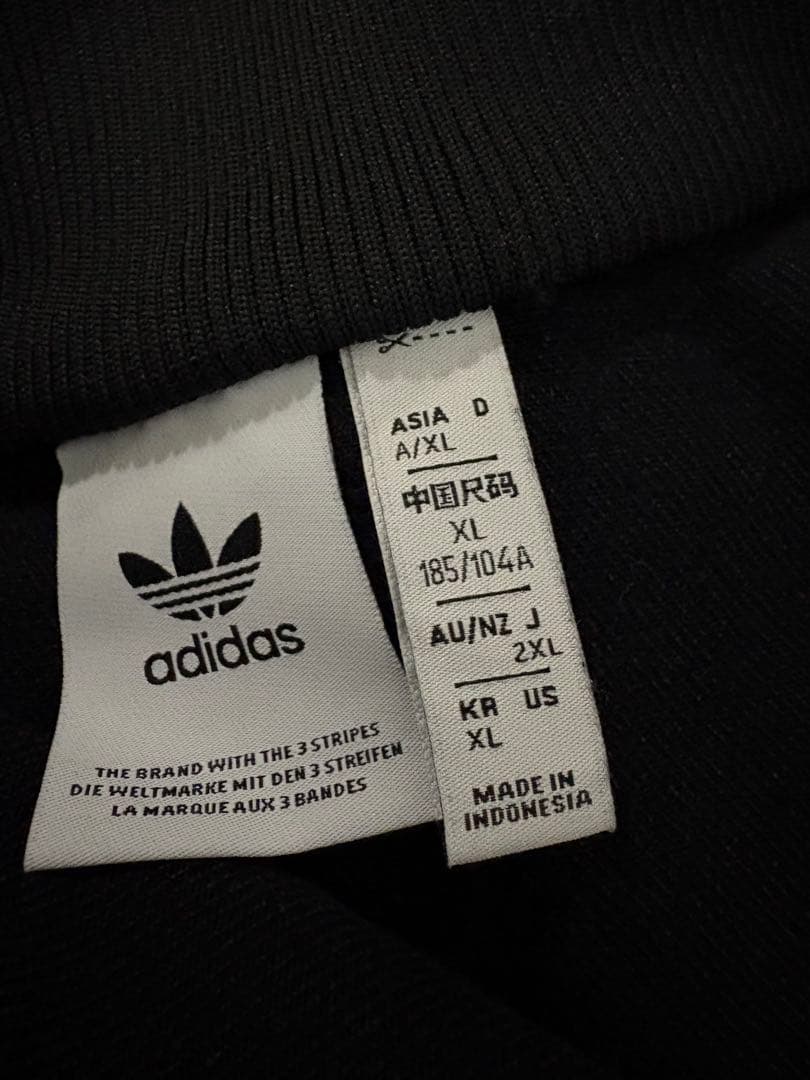 adidas
THE BRAND WITH THE 3 STRIPES
DIE WELTMARKE MIT DEN 3 STREIFEN
LA MARQUE AUX 3 BANDES
ASIA D
A/XL
中国尺码
XL
185/104A
AU/NZ J
2XL
KR US
XL
MADE IN
INDONESIA